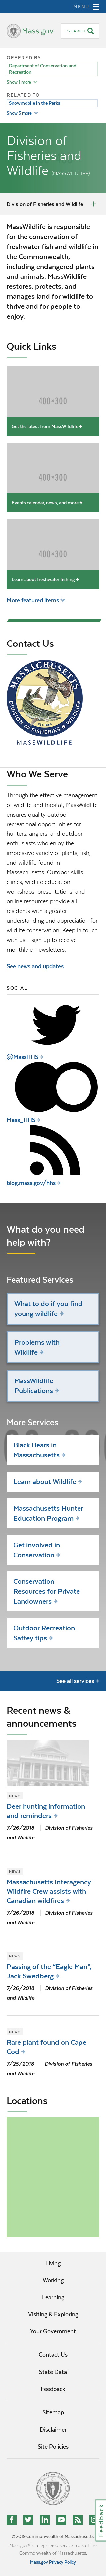 MENU
Mass.gov
SEARCH
OFFERED BY
Department of Conservation and
Recreation
Show 1 more
RELATED TO
Snowmobile in the Parks
Show 5 more
Division of
Fisheries and
Wildlife (MASSWILDLIFE)
Division of Fisheries and Wildlife +
MassWildlife is responsible
for the conservation of
freshwater fish and wildlife in
the Commonwealth,
including endangered plants
and animals. MassWildlife
restores, protects, and
manages land for wildlife to
thrive and for people to
enjoy.
Quick Links
400×300
Get the latest from MassWildlife
400×300
Events calendar, news, and more
400×300
Learn about freshwater fishing
More featured items
Contact Us
MASSACHUSETTS
DIVISION OF FISHERIES & WILDLIFE
MASSWILDLIFE
Who We Serve
Through the effective management
of wildlife and other outdoor
resources, MassWildlife ensures
quality outdoor recreational
opportunities for hunters, anglers,
and outdoor enthusiasts. Everyone
can enjoy the impressive variety of
plants, fish, and wildlife found in
Massachusetts. Outdoor skills
clinics, wildlife education
workshops, presentations, and
other online resources provide
opportunities for people to connect
with nature. Keep in touch with us – sign up to receive
monthly e-newsletters.
See news and updates
SOCIAL
@MassHHS
Mass_HHS
blog.mass.gov/hhs
What do you need
help with?
Featured Services
What to do if you find
young wildlife
Problems with
Wildlife
MassWildlife
Publications
More Services
Black Bears in
Massachusetts
Learn about Wildlife
Massachusetts Hunter
Education Program
Get involved in
Conservation
Conservation
Resources for Private
Landowners
Outdoor Recreation
Saftey tips
See all services
Recent news &
announcements
NEWS
Deer hunting information
and reminders
7/26/2018 Division of Fisheries
and Wildlife
NEWS
Massachusetts Interagency
Wildfire Crew assists with
Canadian wildfires
7/26/2018 Division of Fisheries
and Wildlife
NEWS
Passing of the "Eagle Man",
Jack Swedberg
7/26/2018 Division of Fisheries
and Wildlife
NEWS
Rare plant found on Cape
Cod
7/25/2018 Division of Fisheries
and Wildlife
Locations
Living
Working
Learning
Visiting & Exploring
Your Government
Contact Us
State Data
Feedback
Sitemap
Disclaimer
Site Policies
Feedback
© 2019 Commonwealth of Massachusetts.
Mass.gov® is a registered service mark of the
Commonwealth of Massachusetts.
Mass.gov Privacy Policy